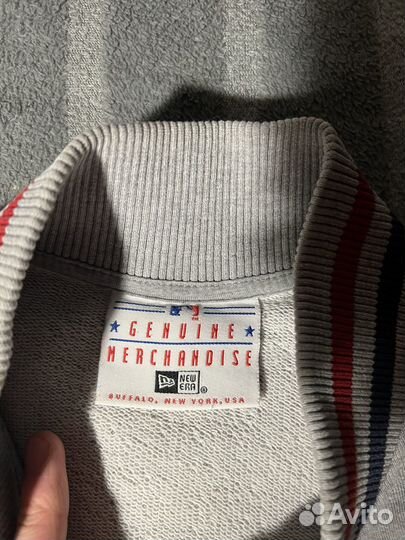 GENUINE
MERCHANDISE
NEW ERA®
BUFFALO, NEW YORK, USA
Avito